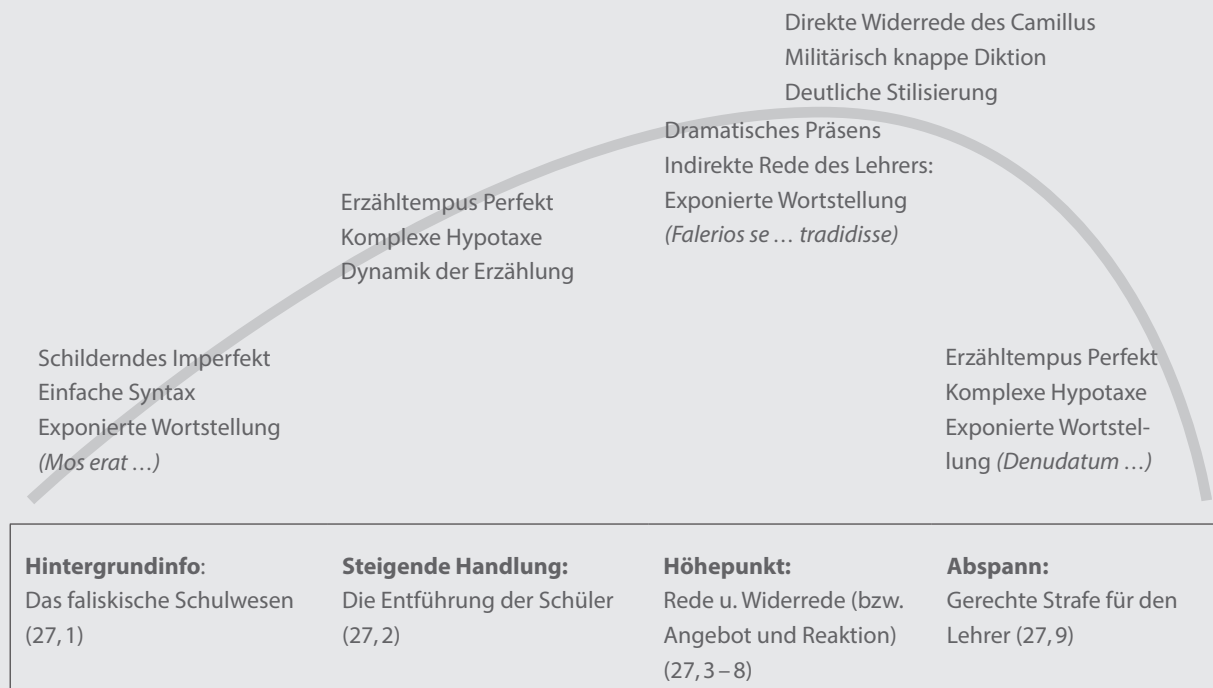 Direkte Widerrede des Camillus
Militärisch knappe Diktion
Deutliche Stilisierung
Dramatisches Präsens
Indirekte Rede des Lehrers:
Exponierte Wortstellung
(Falerios se … tradidisse)
Erzähltempus Perfekt
Komplexe Hypotaxe
Dynamik der Erzählung
Schilderndes Imperfekt
Einfache Syntax
Exponierte Wortstellung
(Mos erat …)
Erzähltempus Perfekt
Komplexe Hypotaxe
Exponierte Wortstel-
lung (Denudatum …)
Hintergrundinfo:
Das faliskische Schulwesen
(27,1)
Steigende Handlung:
Die Entführung der Schüler
(27,2)
Höhepunkt:
Rede u. Widerrede (bzw.
Angebot und Reaktion)
(27,3–8)
Abspann:
Gerechte Strafe für den
Lehrer (27,9)